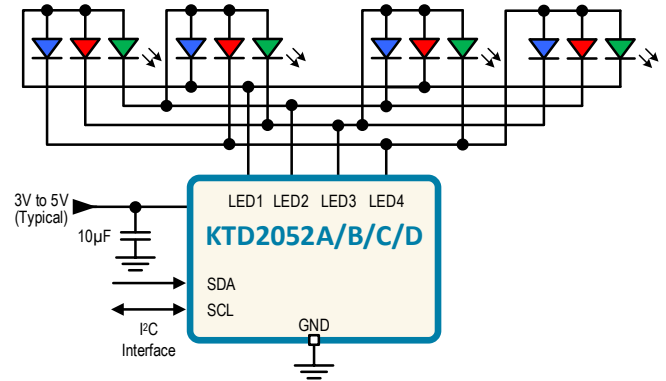 3V to 5V
(Typical)
10µF
LED1 LED2 LED3 LED4
KTD2052A/B/C/D
SDA
SCL
I²C
Interface
GND